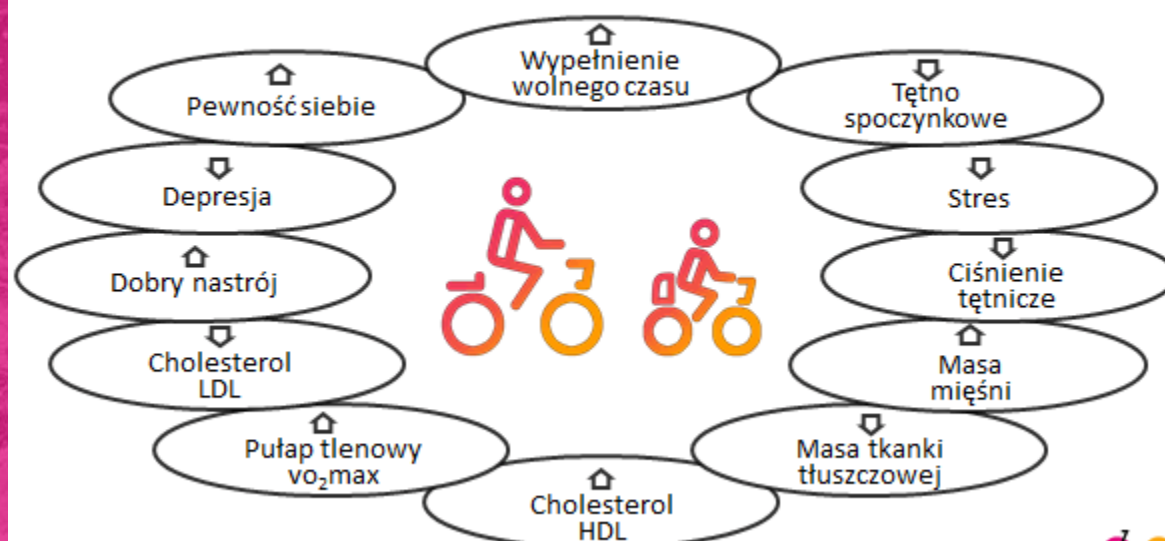 Wypełnienie
wolnego czasu
Tętno
spoczynkowe
Stres
Ciśnienie
tętnicze
Masa
mięśni
Masa tkanki
tłuszczowej
Cholesterol
HDL
Pułap tlenowy
vo₂max
Cholesterol
LDL
Dobry nastrój
Depresja
Pewność siebie